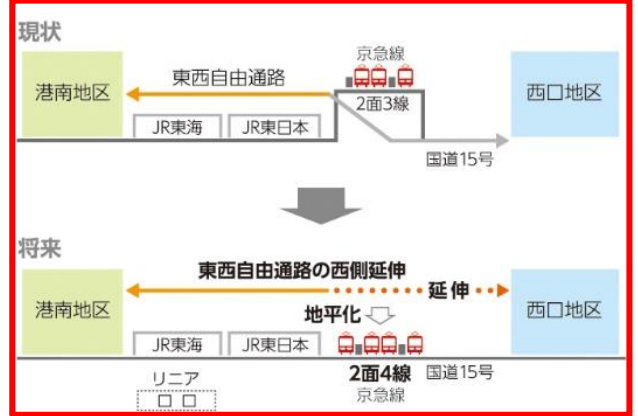 現状
京急線
港南地区
東西自由通路
西口地区
2面3線
JR東海
JR東日本
国道15号
将来
東西自由通路の西側延伸
港南地区
延伸
西口地区
地平化
JR東海
JR東日本
2面4線
国道15号
リニア
京急線